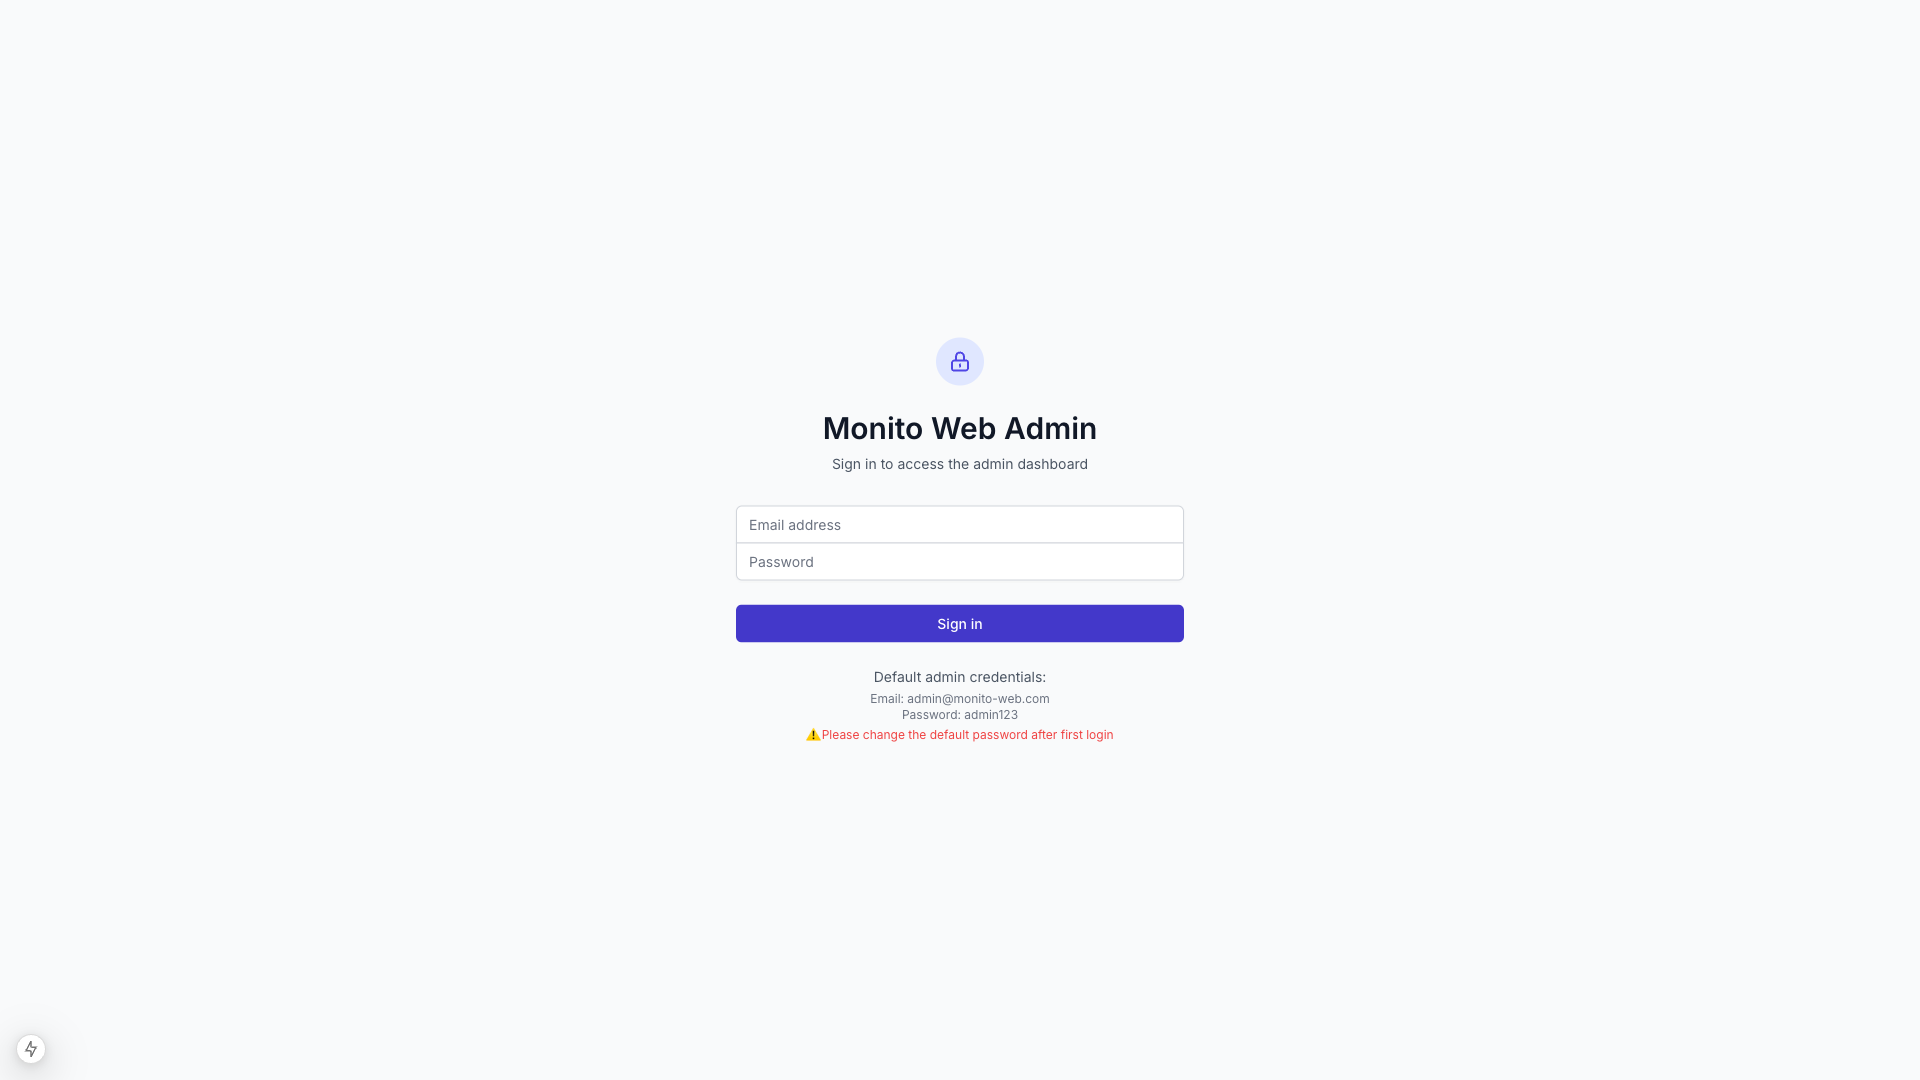 Monito Web Admin
Sign in to access the admin dashboard
Email address
Password
Sign in
Default admin credentials:
Email: admin@monito-web.com
Password: admin123
⚠️Please change the default password after first login